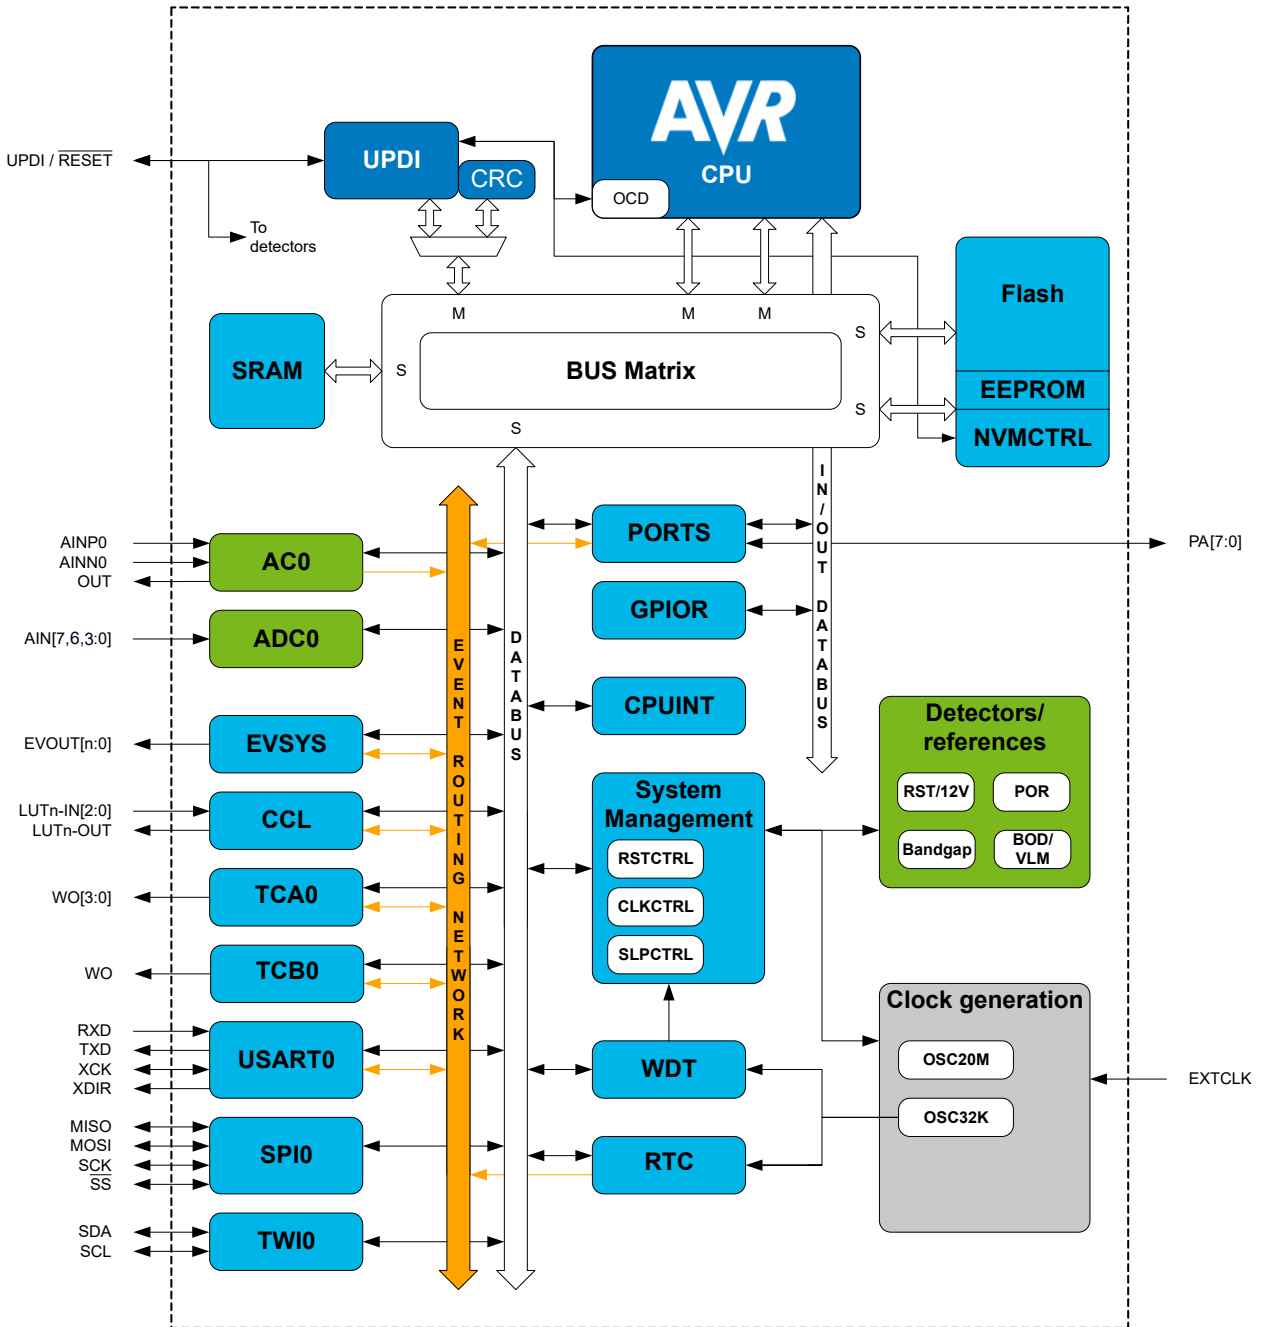 AVR
CPU
OCD
UPDI / RESET
UPDI
CRC
To
detectors
Flash
EEPROM
NVMCTRL
M
M
M
S
S
S
S
SRAM
BUS Matrix
IN/OUT DATABUS
EVENT ROUTING NETWORK
DATABUS
AINP0
AINN0
OUT
AC0
PORTS
PA[7:0]
AIN[7,6,3:0]
ADC0
GPIOR
CPUINT
EVOUT[n:0]
EVSYS
LUTn-IN[2:0]
LUTn-OUT
CCL
System
Management
RSTCTRL
CLKCTRL
SLPCTRL
Detectors/
references
RST/12V
POR
Bandgap
BOD/
VLM
WO[3:0]
TCA0
WO
TCB0
Clock generation
OSC20M
OSC32K
EXTCLK
RXD
TXD
XCK
XDIR
USART0
WDT
MISO
MOSI
SCK
SS
SPI0
RTC
SDA
SCL
TWI0